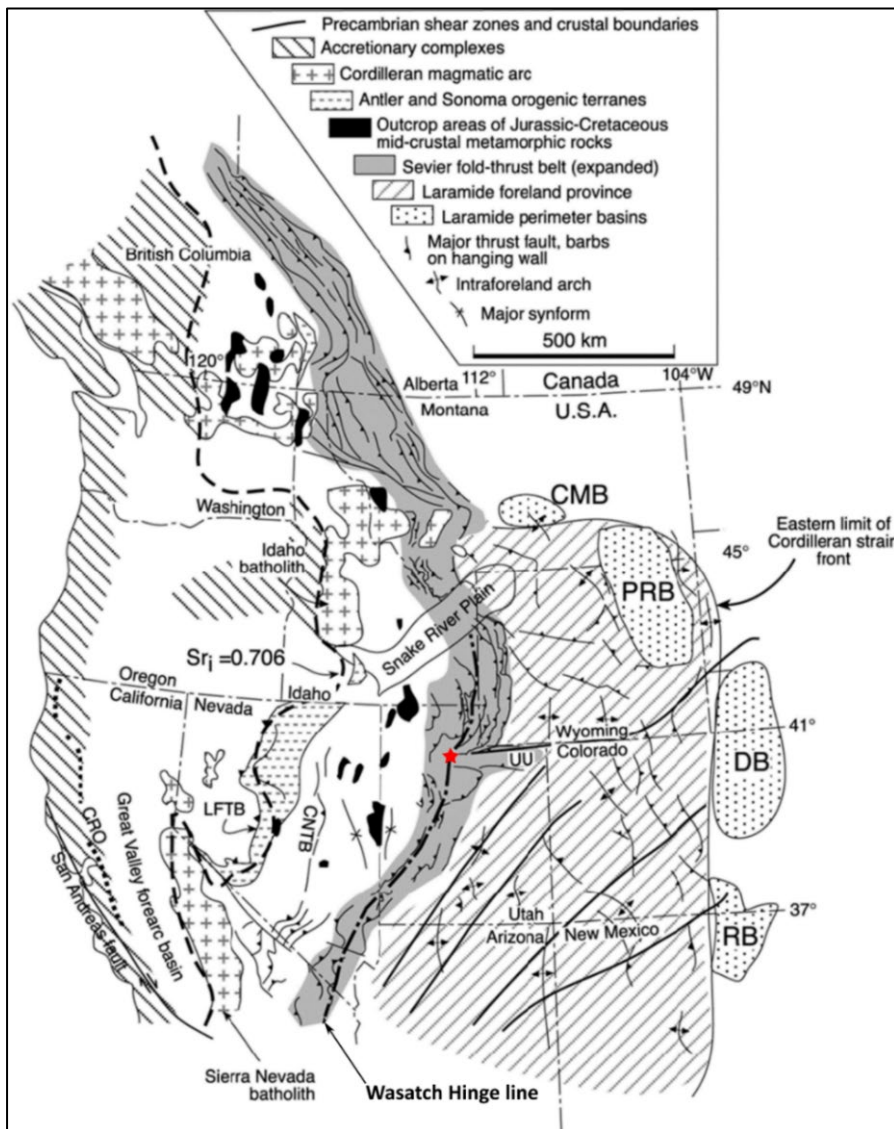 Precambrian shear zones and crustal boundaries
Accretionary complexes
Cordilleran magmatic arc
Antler and Sonoma orogenic terranes
Outcrop areas of Jurassic-Cretaceous
mid-crustal metamorphic rocks
Sevier fold-thrust belt (expanded)
Laramide foreland province
Laramide perimeter basins
Major thrust fault, barbs
on hanging wall
Intraforeland arch
Major synform
500 km
British Columbia
120°
Alberta
112°
Canada
104°W
49°N
Montana
U.S.A.
CMB
Washington
Eastern limit of
Cordilleran strain
front
45°
Idaho
batholith
PRB
Snake River Plain
Sri =0.706
Oregon
California
Nevada
Idaho
Wyoming
Colorado
41°
UU
DB
LFTB
CNTB
CRO
Great Valley forearc basin
San Andreas fault
Utah
Arizona
New Mexico
37°
RB
Sierra Nevada
batholith
Wasatch Hinge line